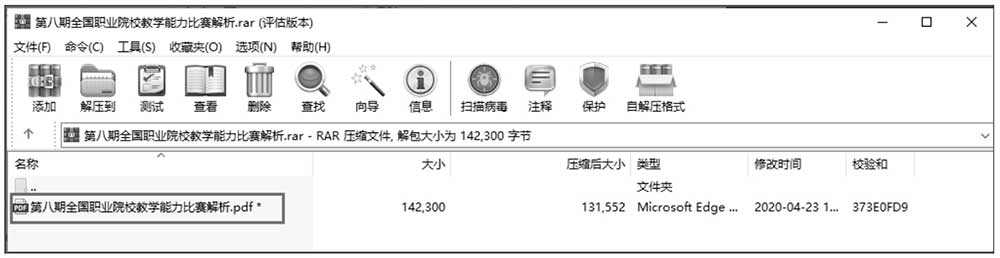 第八期全国职业院校教学能力比赛解析.rar (评估版本)
文件(F) 命令(C) 工具(S) 收藏夹(O) 选项(N) 帮助(H)
添加 解压到 测试 查看 删除 查找 向导 信息 扫描病毒 注释 保护 自解压格式
第八期全国职业院校教学能力比赛解析.rar - RAR 压缩文件, 解包大小为 142,300 字节
名称 大小 压缩后大小 类型 修改时间 校验和
.. 文件夹
PDF 第八期全国职业院校教学能力比赛解析.pdf * 142,300 131,552 Microsoft Edge ... 2020-04-23 1... 373E0FD9